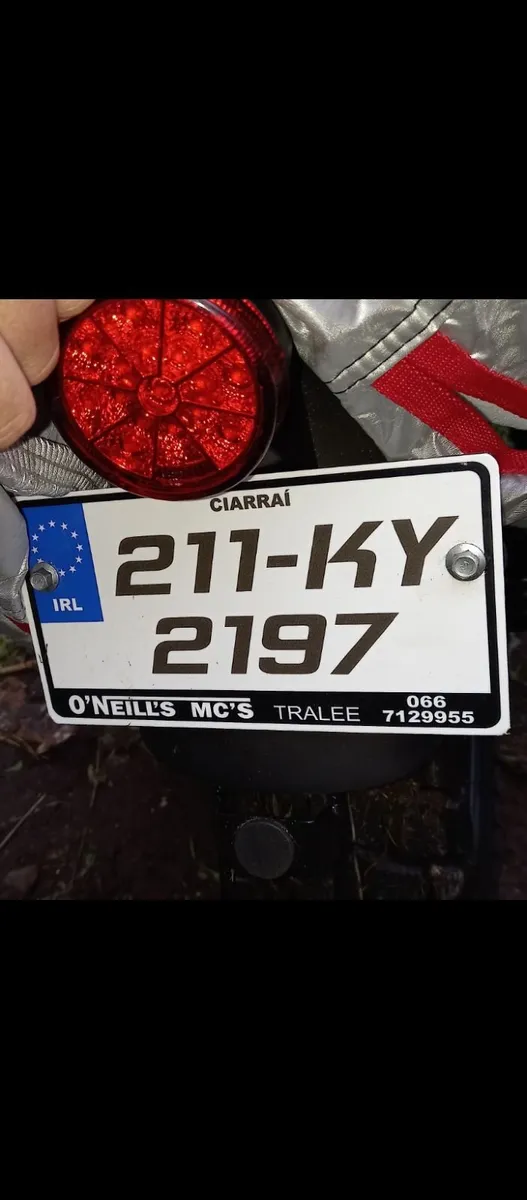 CIARRAÍ
211-KY
IRL
2197
O'NEILL'S MC'S TRALEE 066 7129955